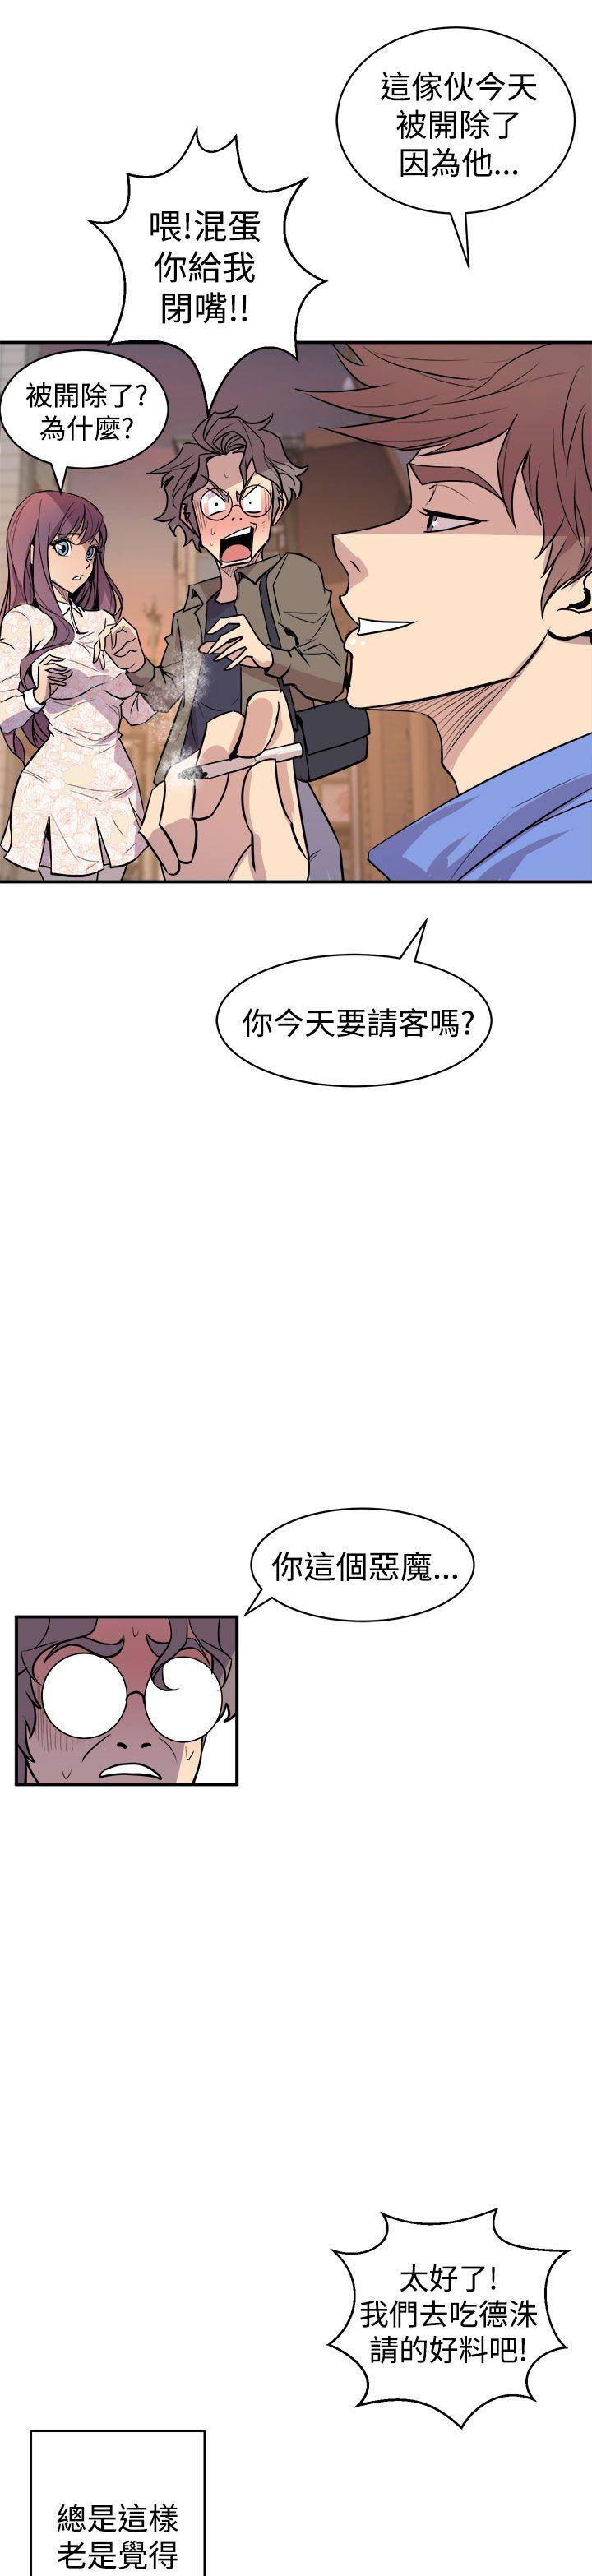 這傢伙今天
被開除了
因為他...
喂!混蛋
你給我
閉嘴!!
被開除了?
為什麼?
你今天要請客嗎?
你這個惡魔...
太好了!
我們去吃德洙
請的好料吧!
總是這樣
老是覺得